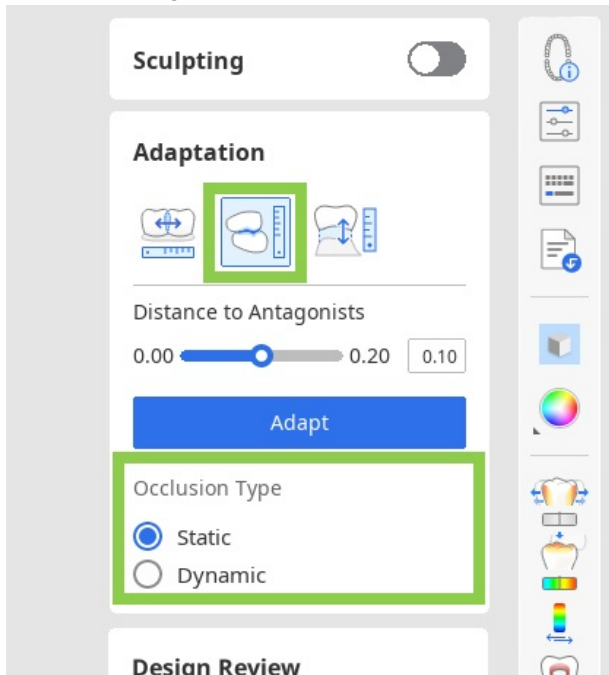 Sculpting
Adaptation
Distance to Antagonists
0.00 0.20 0.10
Adapt
Occlusion Type
Static
Dynamic
Design Review